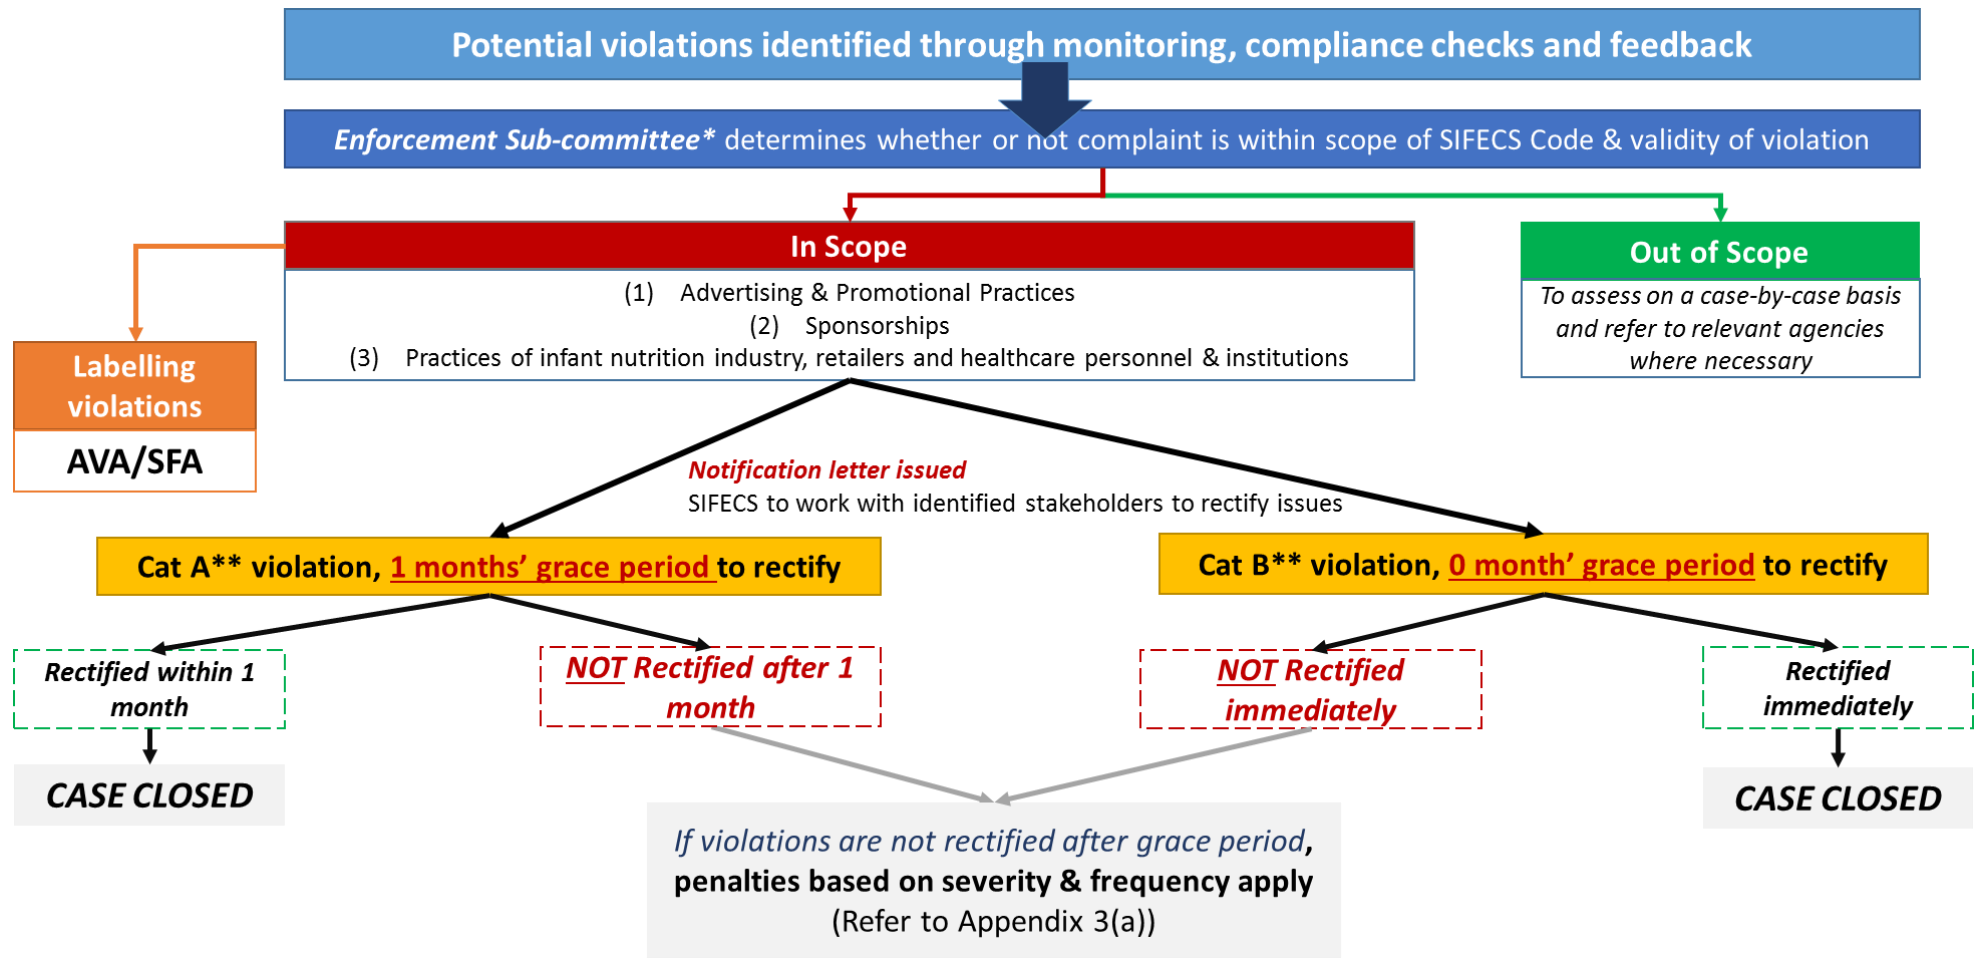 Potential violations identified through monitoring, compliance checks and feedback
Enforcement Sub-committee* determines whether or not complaint is within scope of SIFECS Code & validity of violation
In Scope
(1) Advertising & Promotional Practices
(2) Sponsorships
(3) Practices of infant nutrition industry, retailers and healthcare personnel & institutions
Out of Scope
To assess on a case-by-case basis
and refer to relevant agencies
where necessary
Labelling
violations
AVA/SFA
Notification letter issued
SIFECS to work with identified stakeholders to rectify issues
Cat A** violation, 1 months’ grace period to rectify
Cat B** violation, 0 month’ grace period to rectify
Rectified within 1
month
NOT Rectified after 1
month
NOT Rectified
immediately
Rectified
immediately
CASE CLOSED
CASE CLOSED
If violations are not rectified after grace period,
penalties based on severity & frequency apply
(Refer to Appendix 3(a))